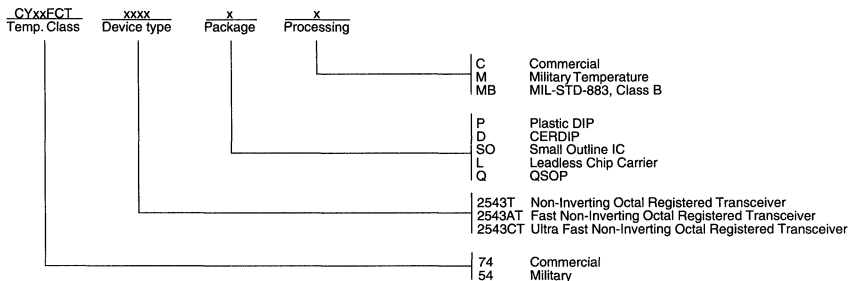 CYxxFCT xxxx x x
Temp. Class Device type Package Processing
C Commercial
M Military Temperature
MB MIL-STD-883, Class B
P Plastic DIP
D CERDIP
SO Small Outline IC
L Leadless Chip Carrier
Q QSOP
2543T Non-Inverting Octal Registered Transceiver
2543AT Fast Non-Inverting Octal Registered Transceiver
2543CT Ultra Fast Non-Inverting Octal Registered Transceiver
74 Commercial
54 Military